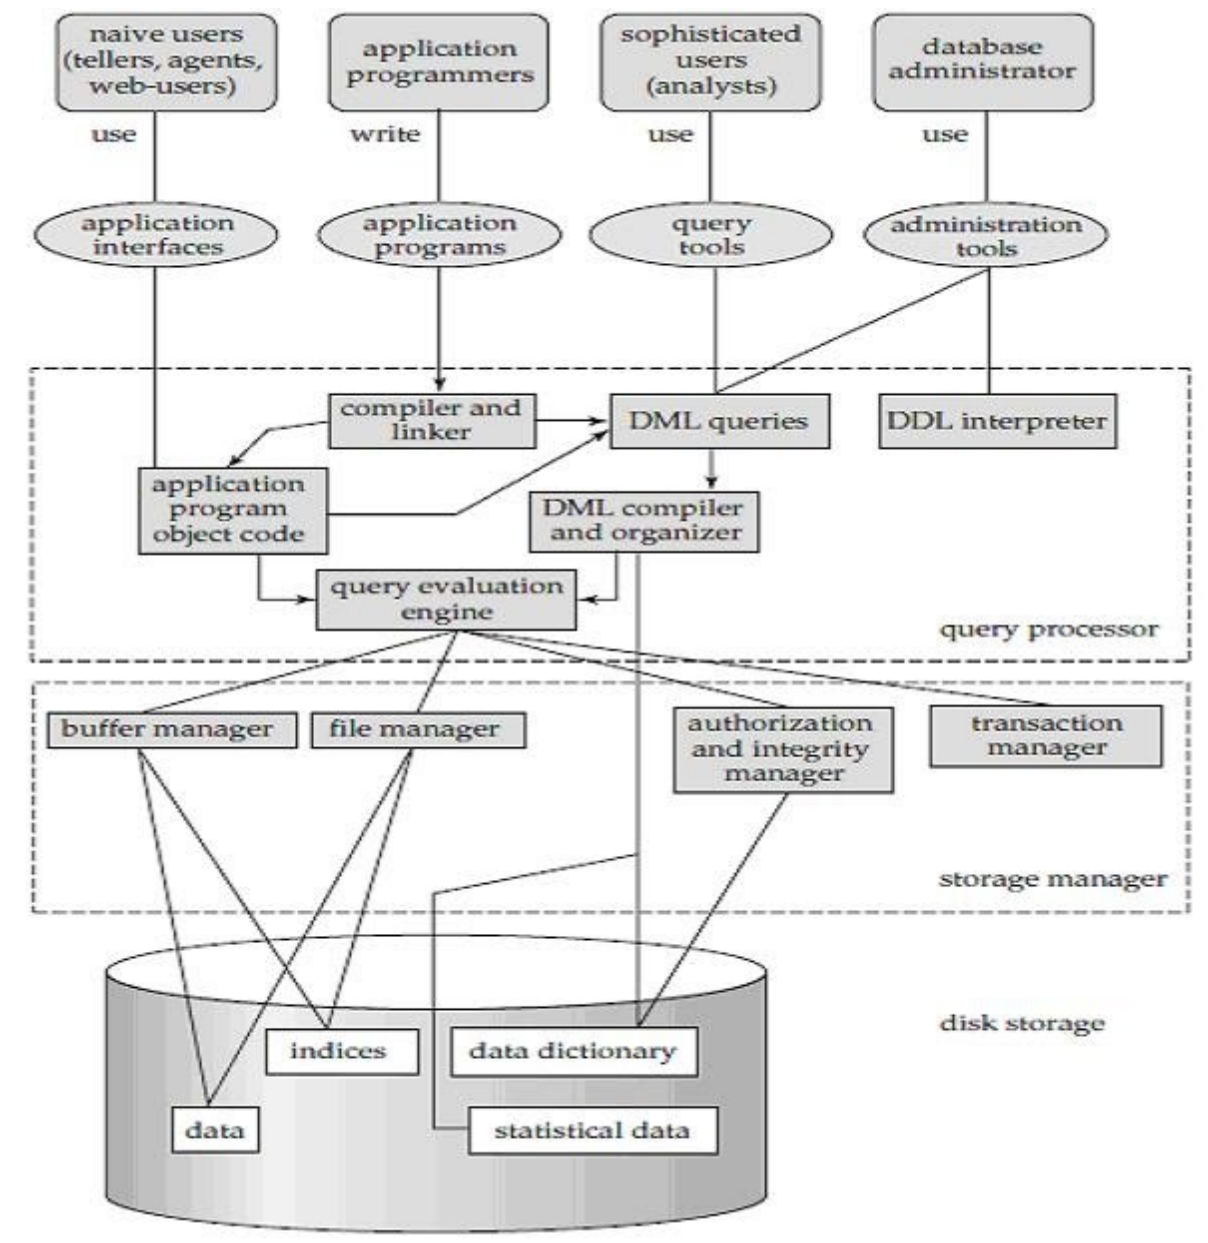 naive users
(tellers, agents,
web-users)
application
programmers
sophisticated
users
(analysts)
database
administrator
use
write
use
use
application
interfaces
application
programs
query
tools
administration
tools
compiler and
linker
DML queries
DDL interpreter
application
program
object code
DML compiler
and organizer
query evaluation
engine
query processor
buffer manager
file manager
authorization
and integrity
manager
transaction
manager
storage manager
disk storage
indices
data dictionary
data
statistical data